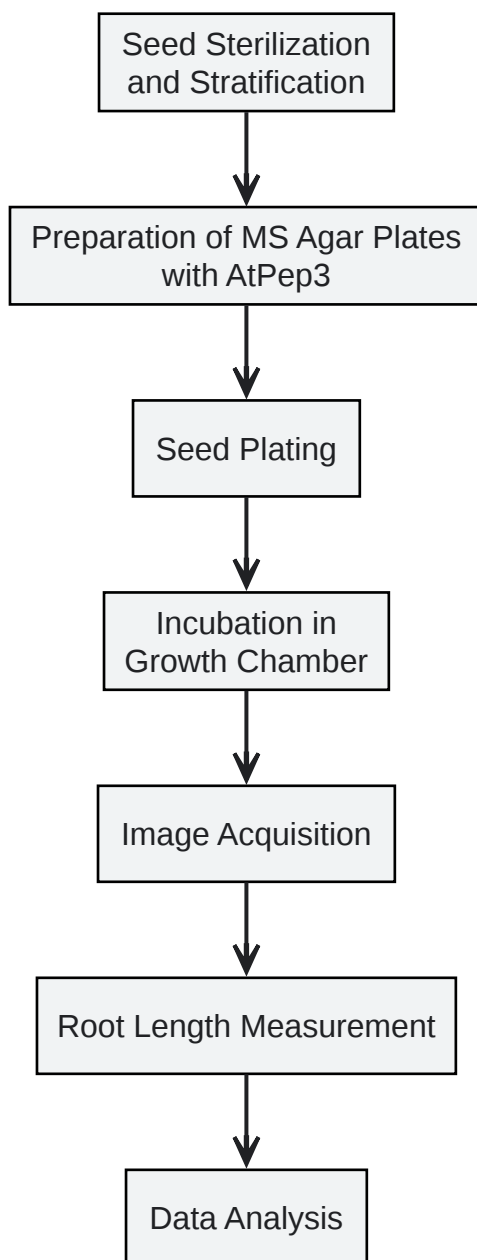 Seed Sterilization
and Stratification
Preparation of MS Agar Plates
with AtPep3
Seed Plating
Incubation in
Growth Chamber
Image Acquisition
Root Length Measurement
Data Analysis